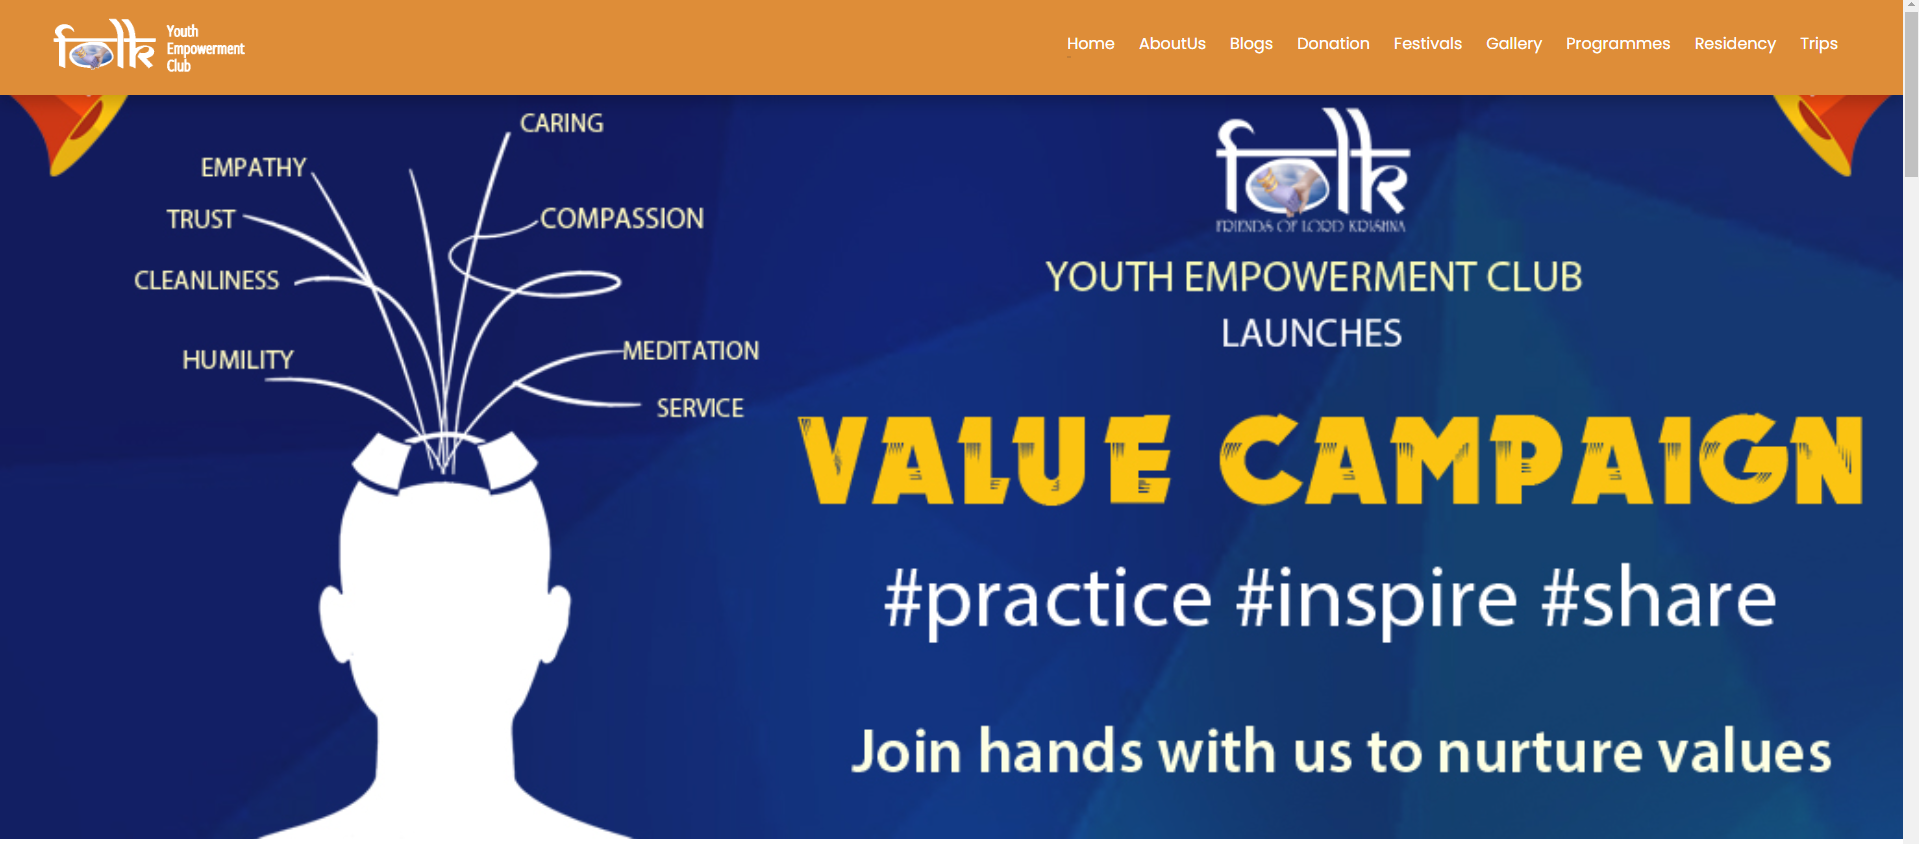 folk
Youth
Empowerment
Club
Home AboutUs Blogs Donation Festivals Gallery Programmes Residency Trips
CARING
EMPATHY
TRUST
COMPASSION
CLEANLINESS
HUMILITY
MEDITATION
SERVICE
folk
FRIENDS OF LORD KRISHNA
YOUTH EMPOWERMENT CLUB
LAUNCHES
VALUE CAMPAIGN
#practice #inspire #share
Join hands with us to nurture values